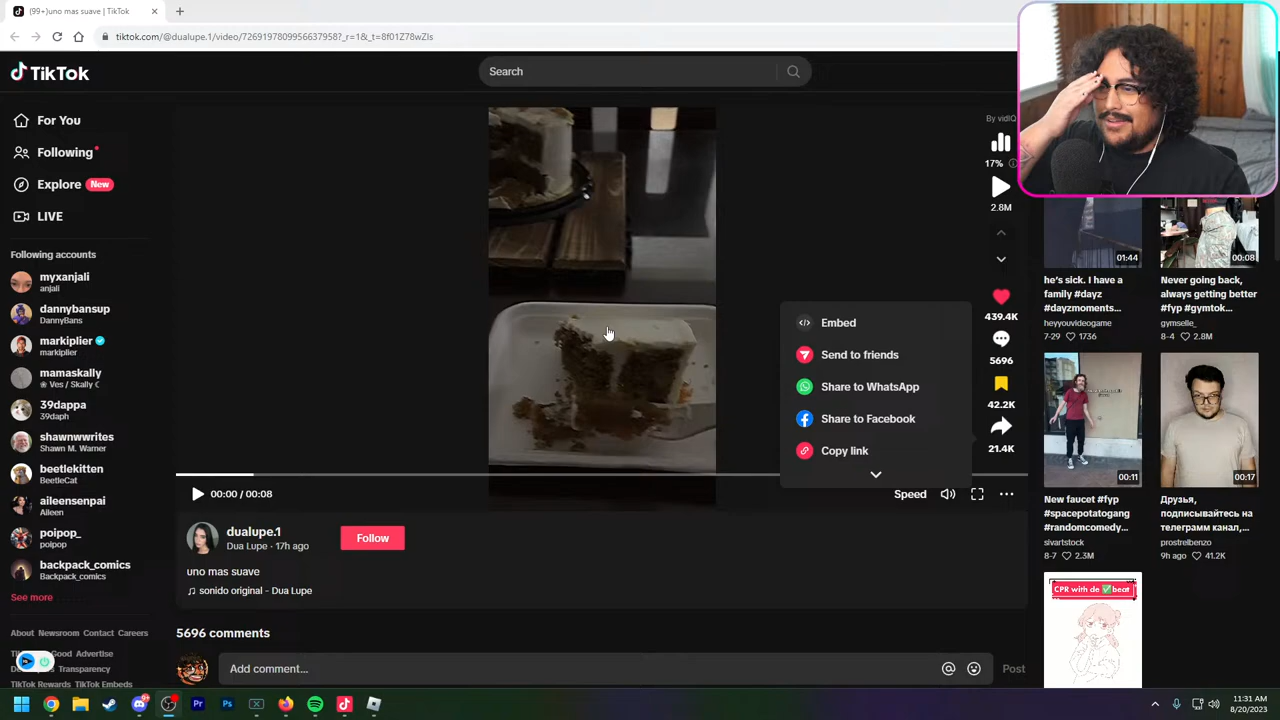 (99+)uno mas suave | TikTok
tiktok.com/@dualupe.1/video/7269197809956637958?_r=1&_t=8f01Z78wZIs
TikTok
Search
For You
Following
Explore New
LIVE
Following accounts
myxanjali
anjali
dannybansup
DannyBans
markiplier
markiplier
mamaskally
❀ Ves / Skally ☾
39dappa
39daph
shawnwwrites
Shawn M. Warner
beetlekitten
BeetleCat
aileensenpai
Aileen
poipop_
poipop
backpack_comics
Backpack_comics
See more
About Newsroom Contact Careers
Good Advertise
Transparency
TikTok Rewards TikTok Embeds
By vidIQ
17%
2.8M
439.4K
5696
42.2K
21.4K
Embed
Send to friends
Share to WhatsApp
Share to Facebook
Copy link
00:00 / 00:08
Speed
dualupe.1
Dua Lupe · 17h ago
Follow
uno mas suave
♫ sonido original - Dua Lupe
5696 comments
Add comment...
Post
01:44
he's sick. I have a
family #dayz
#dayzmoments...
heyyouvideogame
7-29 1736
00:08
Never going back,
always getting better
#fyp #gymtok...
gymselle_
8-4 2.8M
00:11
New faucet #fyp
#spacepotatogang
#randomcomedy...
sivartstock
8-7 2.3M
00:17
Друзья,
подписывайтесь на
телеграмм канал,...
prostrelbenzo
9h ago 41.2K
CPR with de ✅beat
11:31 AM
8/20/2023